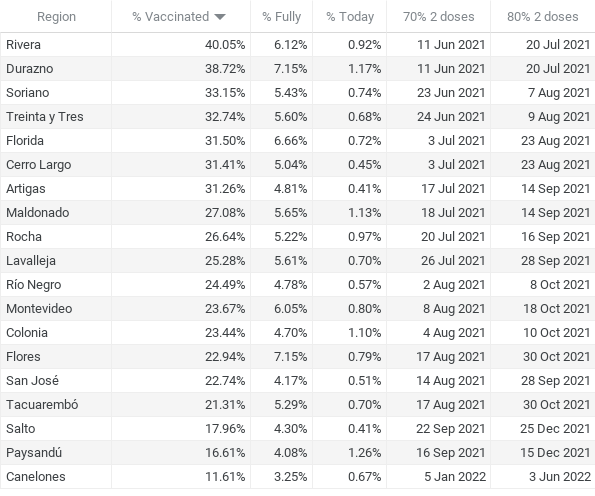 Region % Vaccinated % Fully % Today 70% 2 doses 80% 2 doses
Rivera 40.05% 6.12% 0.92% 11 Jun 2021 20 Jul 2021
Durazno 38.72% 7.15% 1.17% 11 Jun 2021 20 Jul 2021
Soriano 33.15% 5.43% 0.74% 23 Jun 2021 7 Aug 2021
Treinta y Tres 32.74% 5.60% 0.68% 24 Jun 2021 9 Aug 2021
Florida 31.50% 6.66% 0.72% 3 Jul 2021 23 Aug 2021
Cerro Largo 31.41% 5.04% 0.45% 3 Jul 2021 23 Aug 2021
Artigas 31.26% 4.81% 0.41% 17 Jul 2021 14 Sep 2021
Maldonado 27.08% 5.65% 1.13% 18 Jul 2021 14 Sep 2021
Rocha 26.64% 5.22% 0.97% 20 Jul 2021 16 Sep 2021
Lavalleja 25.28% 5.61% 0.70% 26 Jul 2021 28 Sep 2021
Río Negro 24.49% 4.78% 0.57% 2 Aug 2021 8 Oct 2021
Montevideo 23.67% 6.05% 0.80% 8 Aug 2021 18 Oct 2021
Colonia 23.44% 4.70% 1.10% 4 Aug 2021 10 Oct 2021
Flores 22.94% 7.15% 0.79% 17 Aug 2021 30 Oct 2021
San José 22.74% 4.17% 0.51% 14 Aug 2021 28 Sep 2021
Tacuarembó 21.31% 5.29% 0.70% 17 Aug 2021 30 Oct 2021
Salto 17.96% 4.30% 0.41% 22 Sep 2021 25 Dec 2021
Paysandú 16.61% 4.08% 1.26% 16 Sep 2021 15 Dec 2021
Canelones 11.61% 3.25% 0.67% 5 Jan 2022 3 Jun 2022